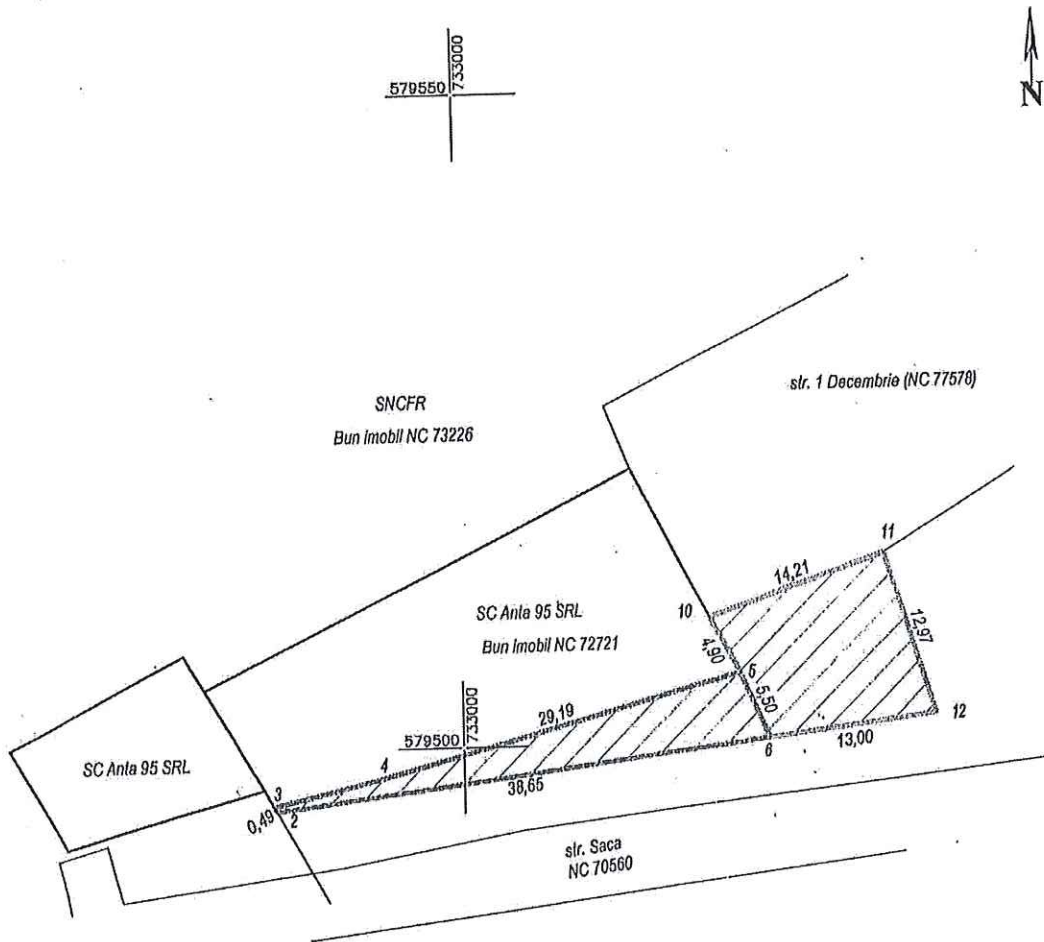 733000
579550
N
str. 1 Decembrie (NC 77578)
SNCFR
Bun imobil NC 73226
11
14,21
10
12,97
SC Anta 95 SRL
Bun imobil NC 72721
4,90
5
5,50
29,19
733000
579500
12
6
13,00
4
SC Anta 95 SRL
38,65
3
0,49
2
str. Saca
NC 70560